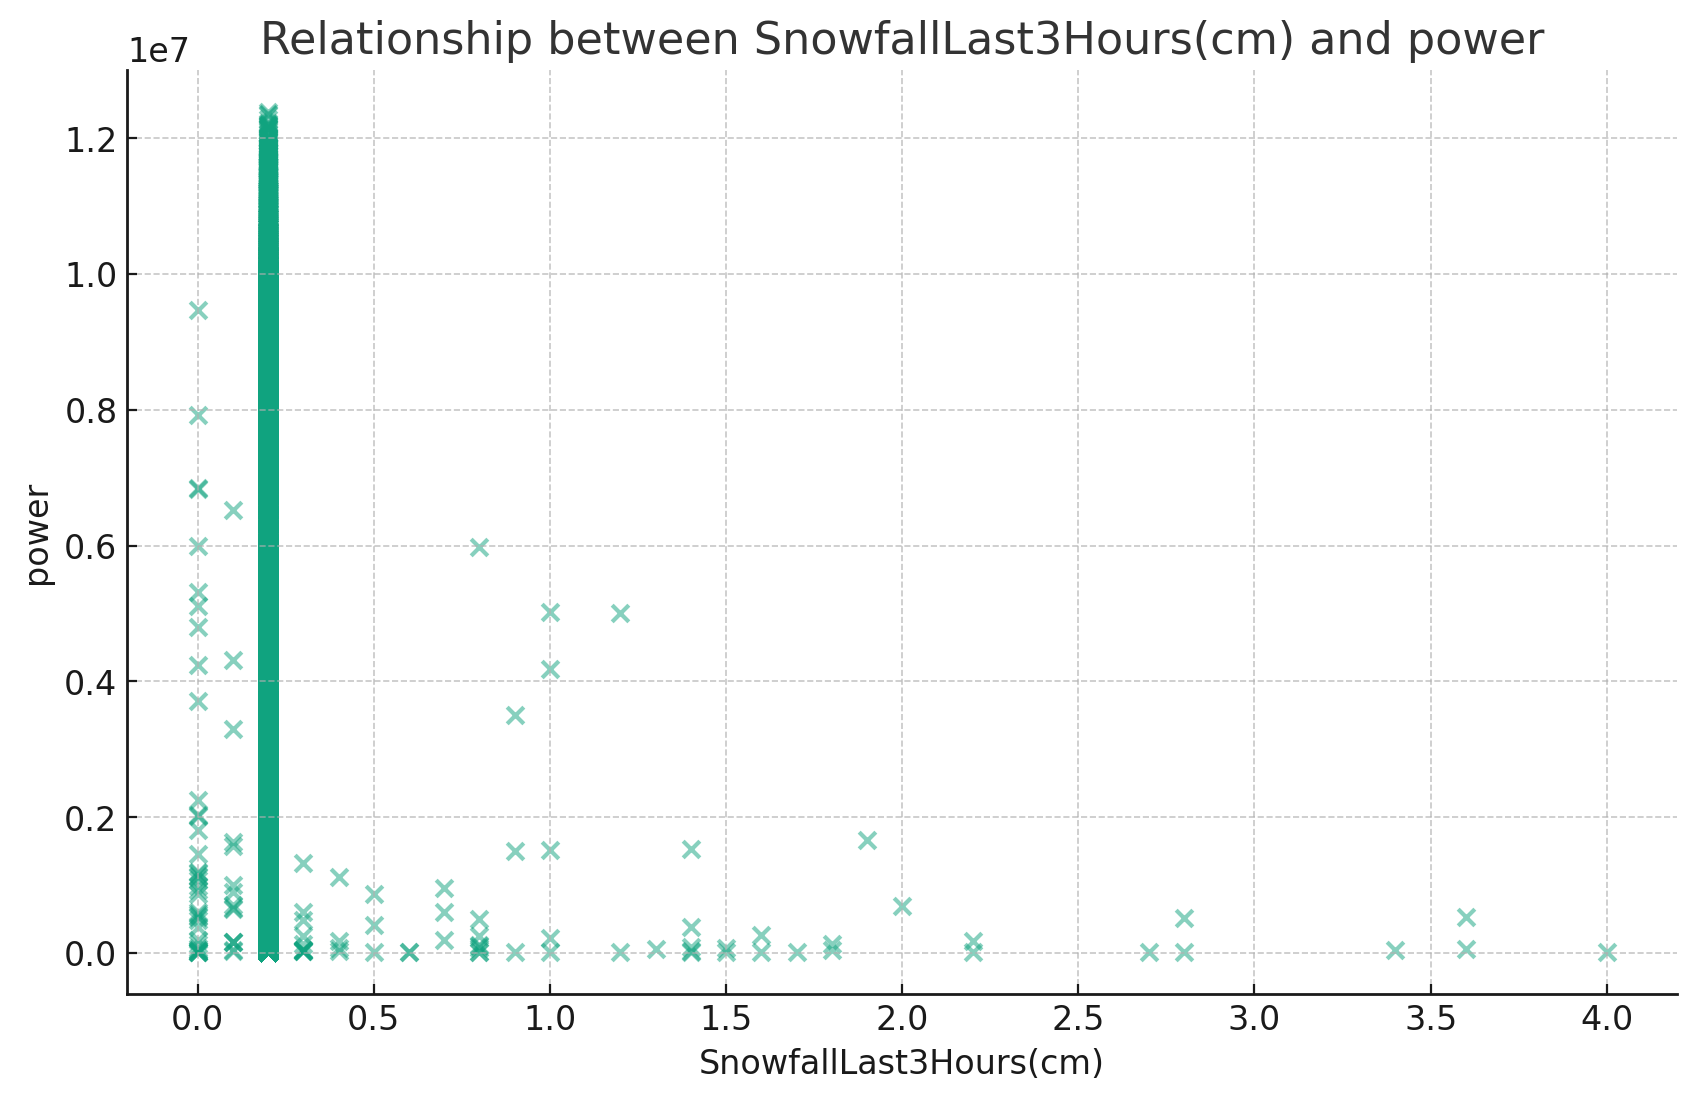 Relationship between SnowfallLast3Hours(cm) and power
1e7
1.2
1.0
0.8
0.6
0.4
0.2
0.0
power
0.0 0.5 1.0 1.5 2.0 2.5 3.0 3.5 4.0
SnowfallLast3Hours(cm)